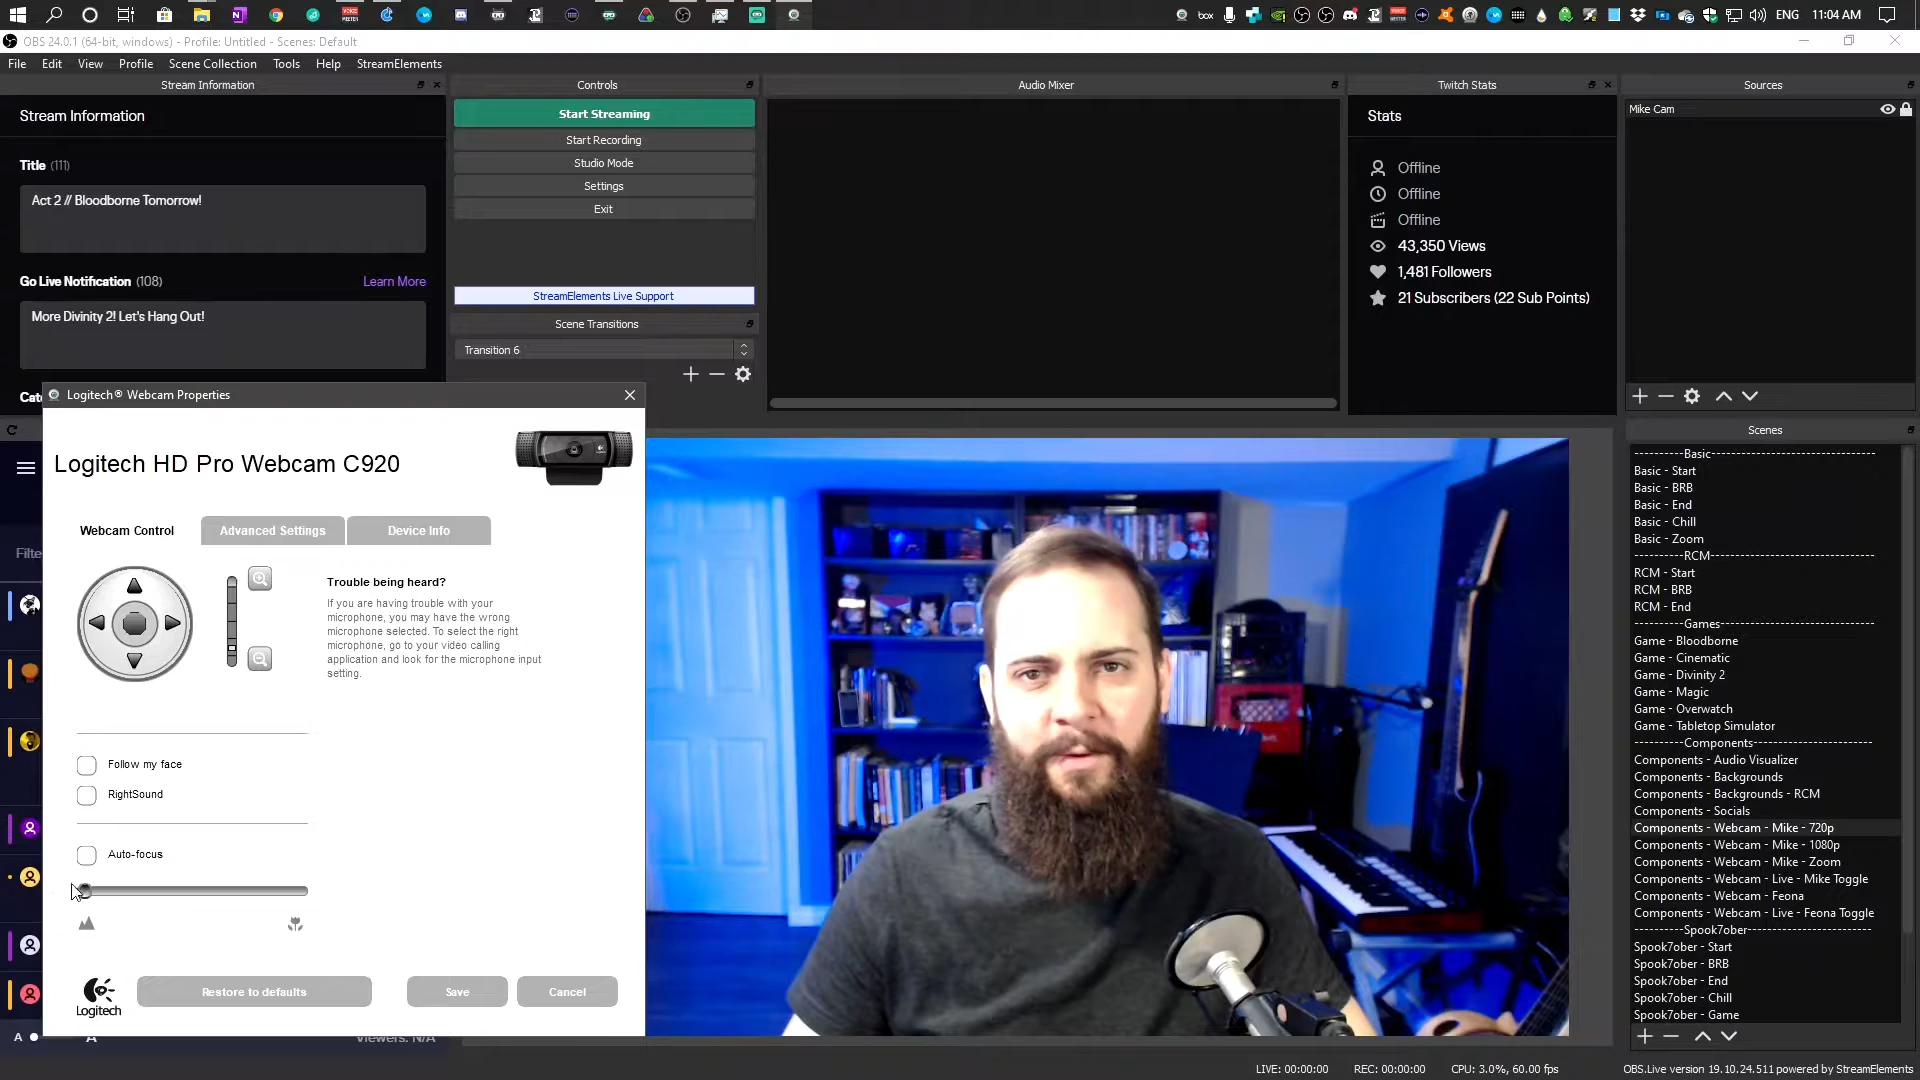 ENG
11:04 AM
box
OBS 24.0.1 (64-bit, windows) - Profile: Untitled - Scenes: Default
File
Edit
View
Profile
Scene Collection
Tools
Help
StreamElements
Stream Information
Stream Information
Title (111)
Act 2 // Bloodborne Tomorrow!
Go Live Notification (108)
Learn More
More Divinity 2! Let's Hang Out!
Controls
Start Streaming
Start Recording
Studio Mode
Settings
Exit
StreamElements Live Support
Scene Transitions
Transition 6
Audio Mixer
Twitch Stats
Stats
Offline
Offline
Offline
43,350 Views
1,481 Followers
21 Subscribers (22 Sub Points)
Sources
Mike Cam
Logitech® Webcam Properties
Logitech HD Pro Webcam C920
Webcam Control
Advanced Settings
Device Info
Trouble being heard?
If you are having trouble with your
microphone, you may have the wrong
microphone selected. To select the right
microphone, go to your video calling
application and look for the microphone input
setting.
Follow my face
RightSound
Auto-focus
Logitech
Restore to defaults
Save
Cancel
Viewers: N/A
Scenes
----------Basic----------------------------------
Basic - Start
Basic - BRB
Basic - End
Basic - Chill
Basic - Zoom
----------RCM----------------------------------
RCM - Start
RCM - BRB
RCM - End
----------Games-------------------------------
Game - Bloodborne
Game - Cinematic
Game - Divinity 2
Game - Magic
Game - Overwatch
Game - Tabletop Simulator
----------Components------------------------
Components - Audio Visualizer
Components - Backgrounds
Components - Backgrounds - RCM
Components - Socials
Components - Webcam - Mike - 720p
Components - Webcam - Mike - 1080p
Components - Webcam - Mike - Zoom
Components - Webcam - Live - Mike Toggle
Components - Webcam - Feona
Components - Webcam - Live - Feona Toggle
----------Spook7ober-------------------------
Spook7ober - Start
Spook7ober - BRB
Spook7ober - End
Spook7ober - Chill
Spook7ober - Game
LIVE: 00:00:00
REC: 00:00:00
CPU: 3.0%, 60.00 fps
OBS.Live version 19.10.24.511 powered by StreamElements